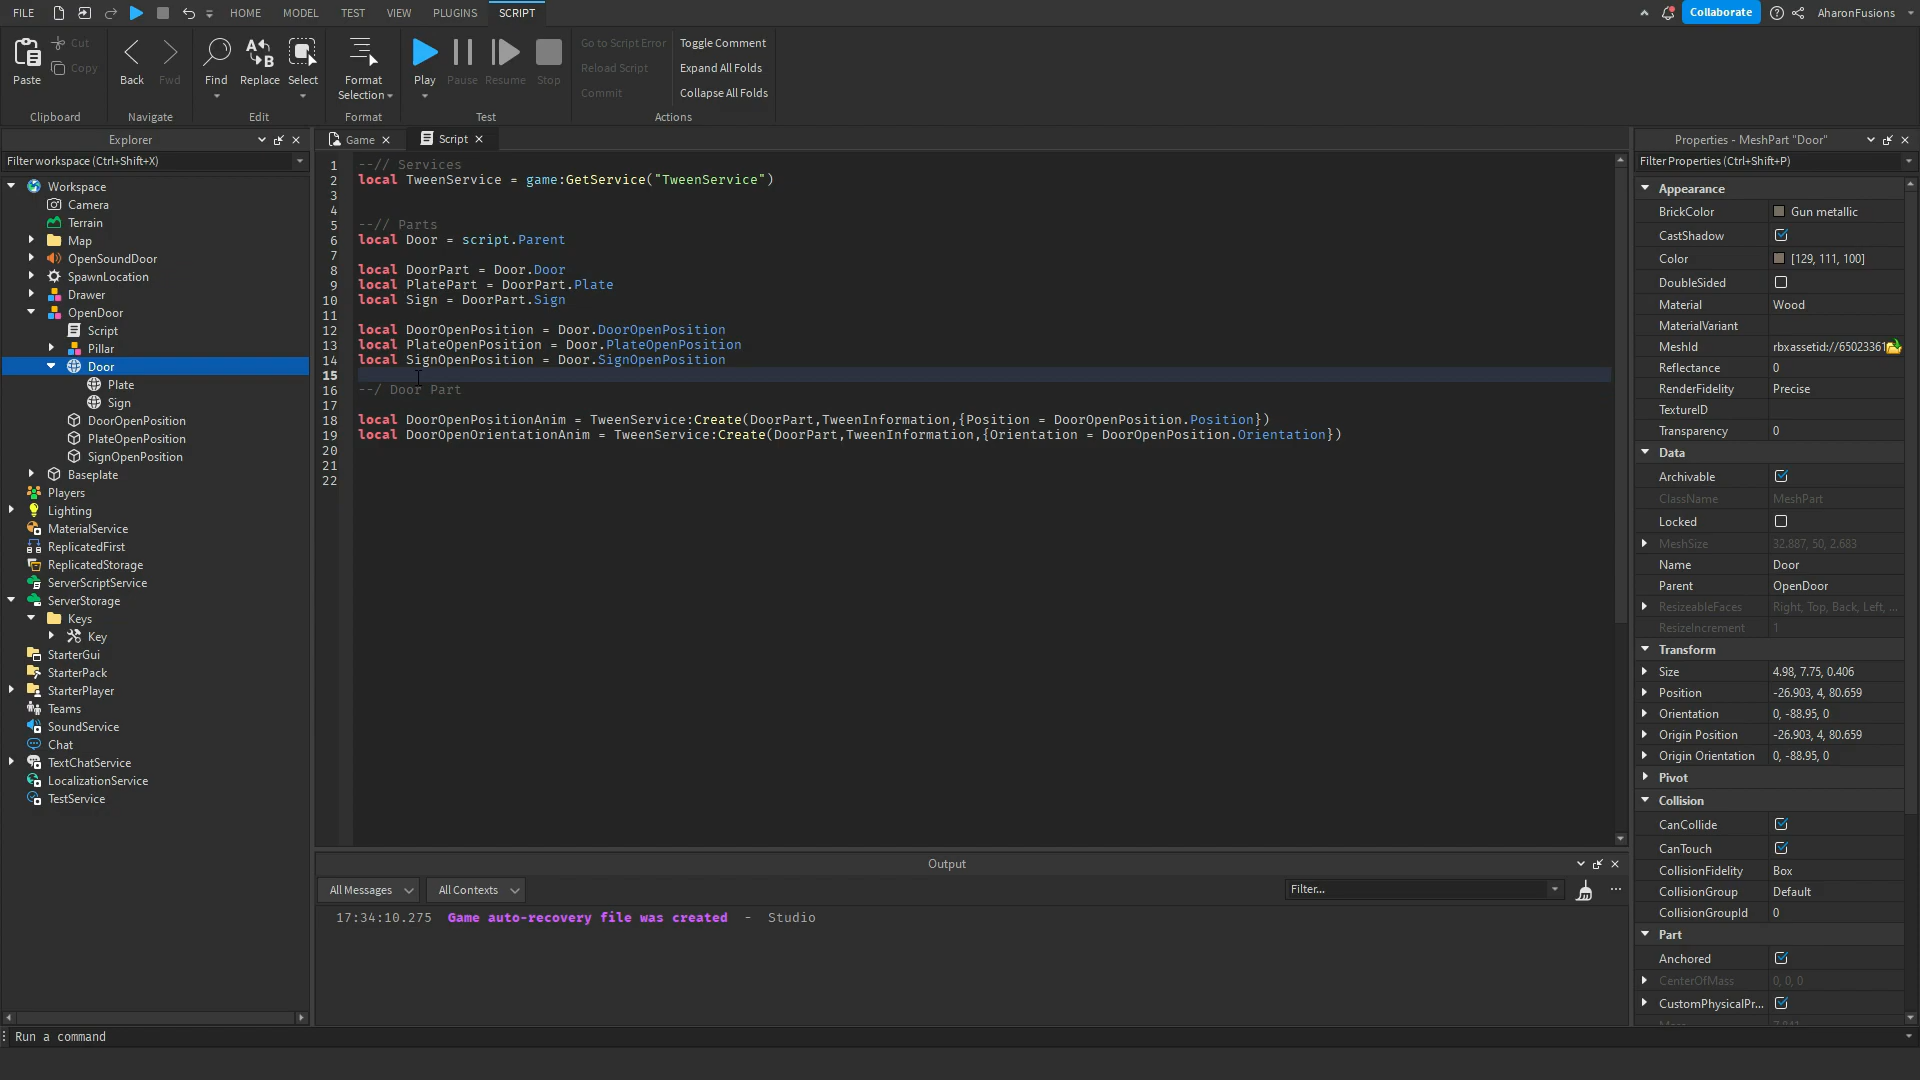 FILE HOME MODEL TEST VIEW PLUGINS SCRIPT Collaborate AharonFusions
Paste Cut Copy Back Fwd Find Replace Select Format Selection Play Pause Resume Stop
Go to Script Error Reload Script Commit
Toggle Comment Expand All Folds Collapse All Folds
Clipboard Navigate Edit Format Test Actions
Explorer
Filter workspace (Ctrl+Shift+X)
Workspace
Camera
Terrain
Map
OpenSoundDoor
SpawnLocation
Drawer
OpenDoor
Script
Pillar
Door
Plate
Sign
DoorOpenPosition
PlateOpenPosition
SignOpenPosition
Baseplate
Players
Lighting
MaterialService
ReplicatedFirst
ReplicatedStorage
ServerScriptService
ServerStorage
Keys
Key
StarterGui
StarterPack
StarterPlayer
Teams
SoundService
Chat
TextChatService
LocalizationService
TestService
Game Script
1 --// Services
2 local TweenService = game:GetService("TweenService")
3
4
5 --// Parts
6 local Door = script.Parent
7
8 local DoorPart = Door.Door
9 local PlatePart = DoorPart.Plate
10 local Sign = DoorPart.Sign
11
12 local DoorOpenPosition = Door.DoorOpenPosition
13 local PlateOpenPosition = Door.PlateOpenPosition
14 local SignOpenPosition = Door.SignOpenPosition
15
16 --/ Door Part
17
18 local DoorOpenPositionAnim = TweenService:Create(DoorPart,TweenInformation,{Position = DoorOpenPosition.Position})
19 local DoorOpenOrientationAnim = TweenService:Create(DoorPart,TweenInformation,{Orientation = DoorOpenPosition.Orientation})
20
21
22
Output
All Messages All Contexts Filter...
17:34:10.275 Game auto-recovery file was created - Studio
Properties - MeshPart "Door"
Filter Properties (Ctrl+Shift+P)
Appearance
BrickColor Gun metallic
CastShadow
Color [129, 111, 100]
DoubleSided
Material Wood
MaterialVariant
MeshId rbxassetid://65023361
Reflectance 0
RenderFidelity Precise
TextureID
Transparency 0
Data
Archivable
ClassName MeshPart
Locked
MeshSize 32.887, 50, 2.683
Name Door
Parent OpenDoor
ResizeableFaces Right, Top, Back, Left, ...
ResizeIncrement 1
Transform
Size 4.98, 7.75, 0.406
Position -26.903, 4, 80.659
Orientation 0, -88.95, 0
Origin Position -26.903, 4, 80.659
Origin Orientation 0, -88.95, 0
Pivot
Collision
CanCollide
CanTouch
CollisionFidelity Box
CollisionGroup Default
CollisionGroupId 0
Part
Anchored
CenterOfMass 0, 0, 0
CustomPhysicalPr...
Run a command